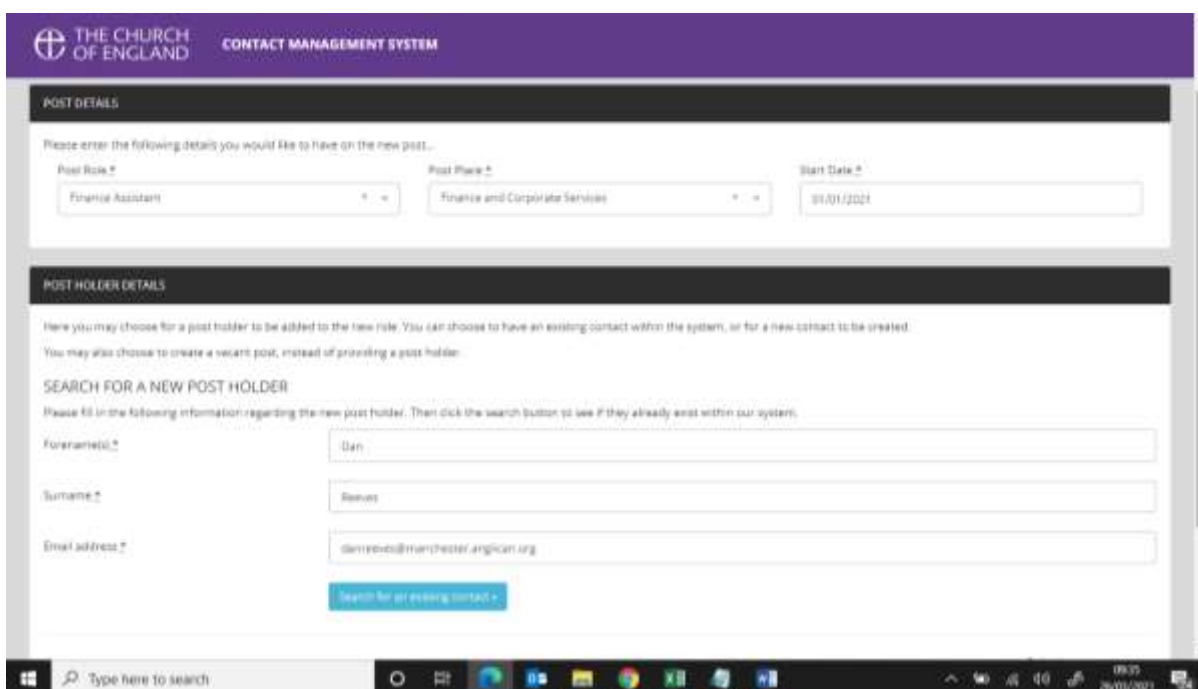 THE CHURCH
OF ENGLAND
CONTACT MANAGEMENT SYSTEM
POST DETAILS
Please enter the following details you would like to have on the new post...
Post Role *
Post Place *
Start Date *
Finance Assistant
Finance and Corporate Services
01/01/2021
POST HOLDER DETAILS
Here you may choose for a post holder to be added to the new role. You can choose to have an existing contact within the system, or for a new contact to be created.
You may also choose to create a vacant post, instead of providing a post holder.
SEARCH FOR A NEW POST HOLDER
Please fill in the following information regarding the new post holder. Then click the search button to see if they already exist within our system.
Forename(s) *
Dan
Surname *
Reeves
Email address *
danreeves@manchester.anglican.org
Search for an existing contact »
Type here to search
09:35
26/01/2021